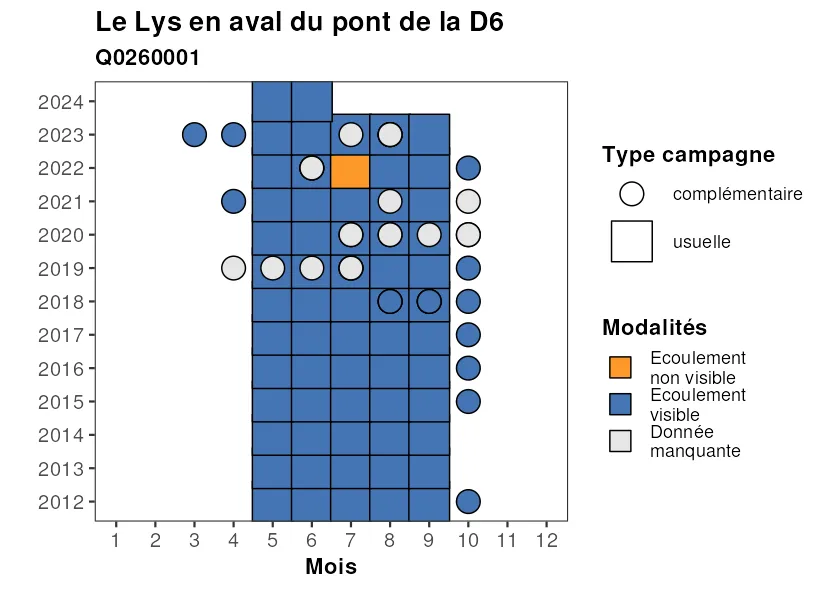 Le Lys en aval du pont de la D6
Q0260001
2024
2023
2022
2021
2020
2019
2018
2017
2016
2015
2014
2013
2012
1 2 3 4 5 6 7 8 9 10 11 12
Mois
Type campagne
complémentaire
usuelle
Modalités
Ecoulement
non visible
Ecoulement
visible
Donnée
manquante